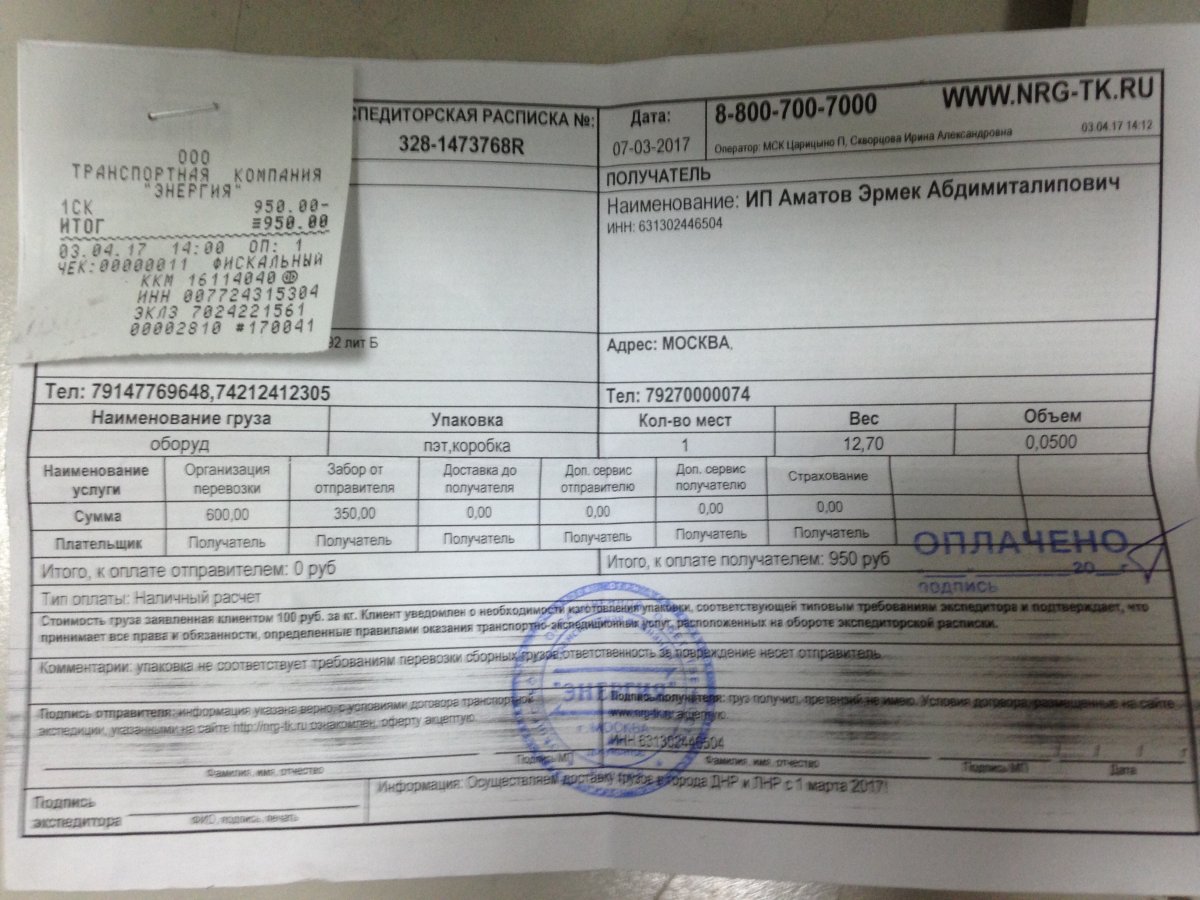 ООО
ТРАНСПОРТНАЯ КОМПАНИЯ
"ЭНЕРГИЯ"
1СК 950.00-
ИТОГ ≡950.00
03.04.17 14:00 ОП: 1
ЧЕК:00000011 ФИСКАЛЬНЫЙ
ККМ 16114040
ИНН 007724315304
ЭКЛЗ 7024221561
00002810 #170041
СПЕДИТОРСКАЯ РАСПИСКА №:
328-1473768R
Дата:
07-03-2017
8-800-700-7000 WWW.NRG-TK.RU
Оператор: МСК Царицыно П, Скворцова Ирина Александровна 03.04.17 14:12
ПОЛУЧАТЕЛЬ
Наименование: ИП Аматов Эрмек Абдимиталипович
ИНН: 631302446504
92 лит Б
Адрес: МОСКВА,
Тел: 79147769648,74212412305
Тел: 79270000074
Наименование груза Упаковка Кол-во мест Вес Объем
оборуд пэт,коробка 1 12,70 0,0500
Наименование услуги Организация перевозки Забор от отправителя Доставка до получателя Доп. сервис отправителю Доп. сервис получателю Страхование
Сумма 600,00 350,00 0,00 0,00 0,00 0,00
Плательщик Получатель Получатель Получатель Получатель Получатель Получатель
Итого, к оплате отправителем: 0 руб
Итого, к оплате получателем: 950 руб
ОПЛАЧЕНО
"___"________20__г.
подпись
Тип оплаты: Наличный расчет
Стоимость груза заявленная клиентом 100 руб. за кг. Клиент уведомлен о необходимости изготовления упаковки, соответствующей типовым требованиям экспедитора и подтверждает, что
принимает все права и обязанности, определенные правилами оказания транспортно-экспедиционных услуг, расположенных на обороте экспедиторской расписки.
Комментарии: упаковка не соответствует требованиям перевозки сборных грузов,ответственность за повреждение несет отправитель
"ЭНЕРГИЯ"
г. МОСКВА
Подпись отправителя: информация указана верно, с условиями договора транспортной
экспедиции, указанными на сайте http://nrg-tk.ru ознакомлен, оферту акцептую.
Подпись получателя: груз получил, претензий не имею. Условия договора, размещенные на сайте
www.nrg-tk.ru акцептую
ИНН 631302446504
Фамилия, имя, отчество Подпись МП
Фамилия, имя, отчество Подпись МП Дата
Подпись
экспедитора
ФИО, подпись, печать
Информация: Осуществляем доставку грузов в города ДНР и ЛНР с 1 марта 2017!